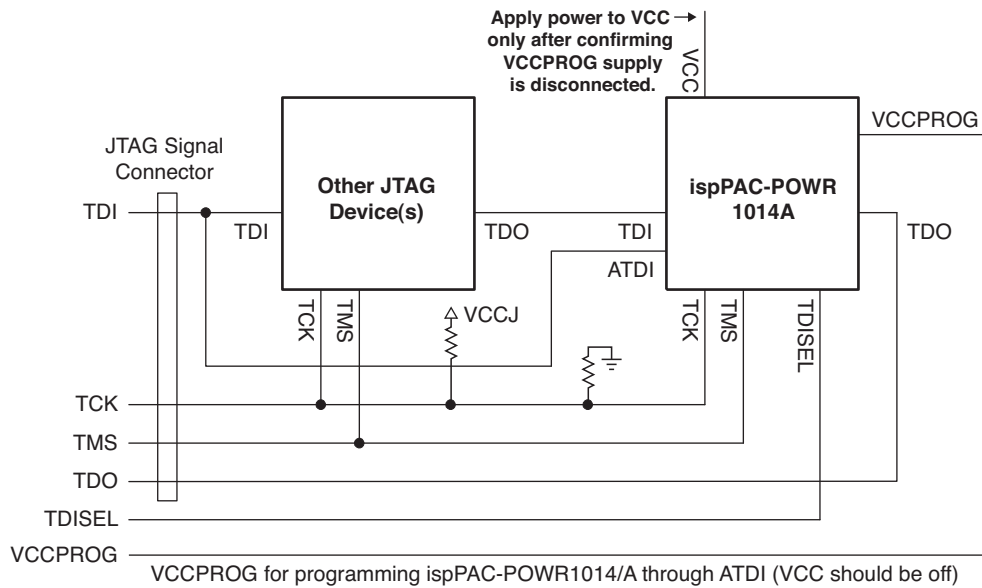 Apply power to VCC
only after confirming
VCCPROG supply
is disconnected.
VCC
VCCPROG
JTAG Signal
Connector
Other JTAG
Device(s)
ispPAC-POWR
1014A
TDI
TDI
TDO
TDI
TDO
ATDI
TCK
TMS
VCCJ
TCK
TMS
TDISEL
TCK
TMS
TDO
TDISEL
VCCPROG
VCCPROG for programming ispPAC-POWR1014/A through ATDI (VCC should be off)